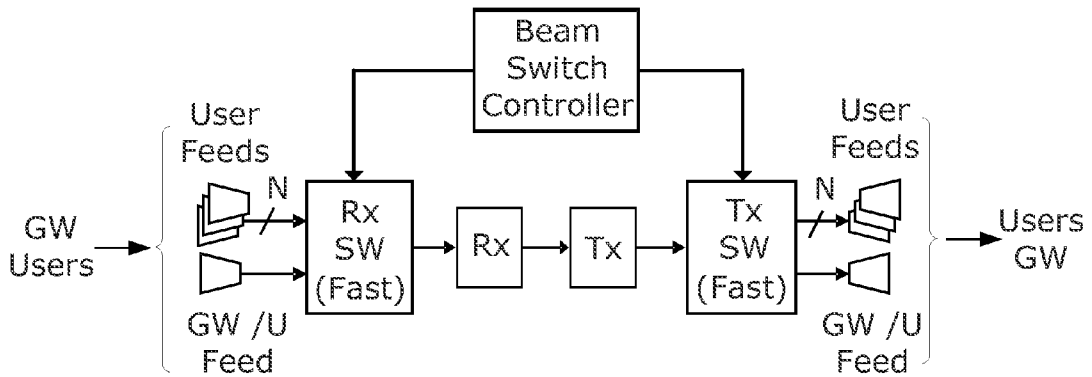 Beam
Switch
Controller
User
Feeds
N
GW
Users
GW /U
Feed
Rx
SW
(Fast)
Rx
Tx
Tx
SW
(Fast)
User
Feeds
N
GW /U
Feed
Users
GW